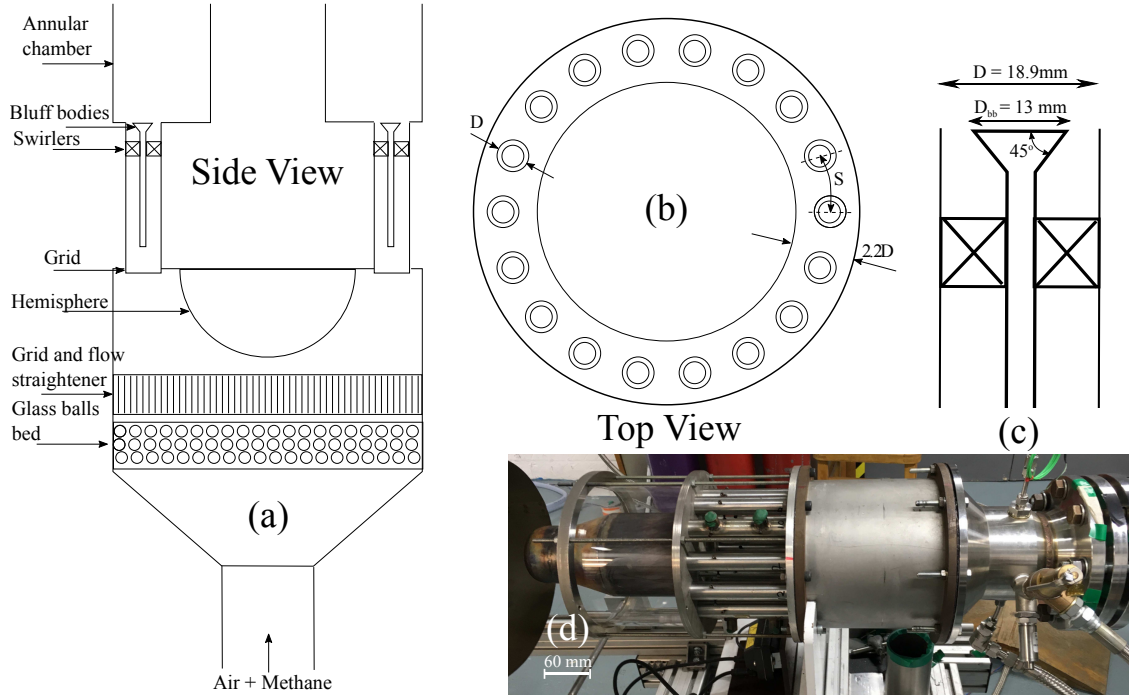 Annular
chamber
Bluff bodies
Swirlers
Side View
Grid
Hemisphere
Grid and flow
straightener
Glass balls
bed
(a)
Air + Methane
D
S
(b)
2.2D
Top View
D = 18.9mm
D_bb = 13 mm
45°
(c)
(d)
60 mm